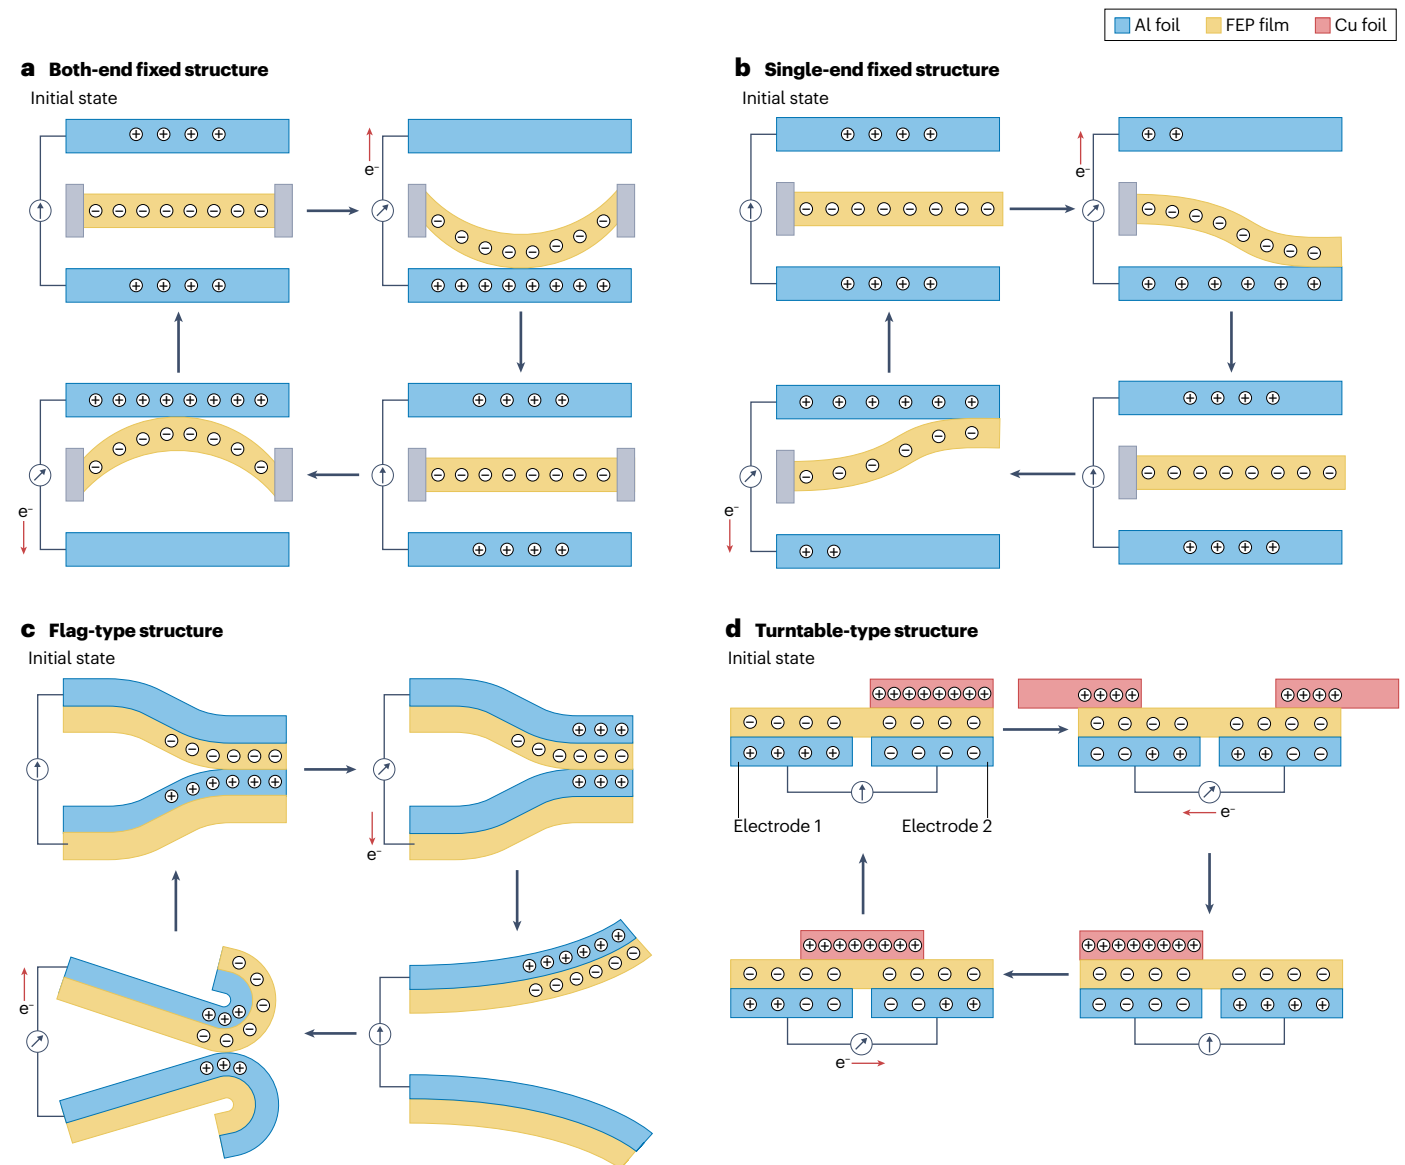 Al foil FEP film Cu foil
a Both-end fixed structure
Initial state
e⁻
e⁻
b Single-end fixed structure
Initial state
e⁻
e⁻
c Flag-type structure
Initial state
e⁻
e⁻
d Turntable-type structure
Initial state
Electrode 1 Electrode 2
e⁻
e⁻